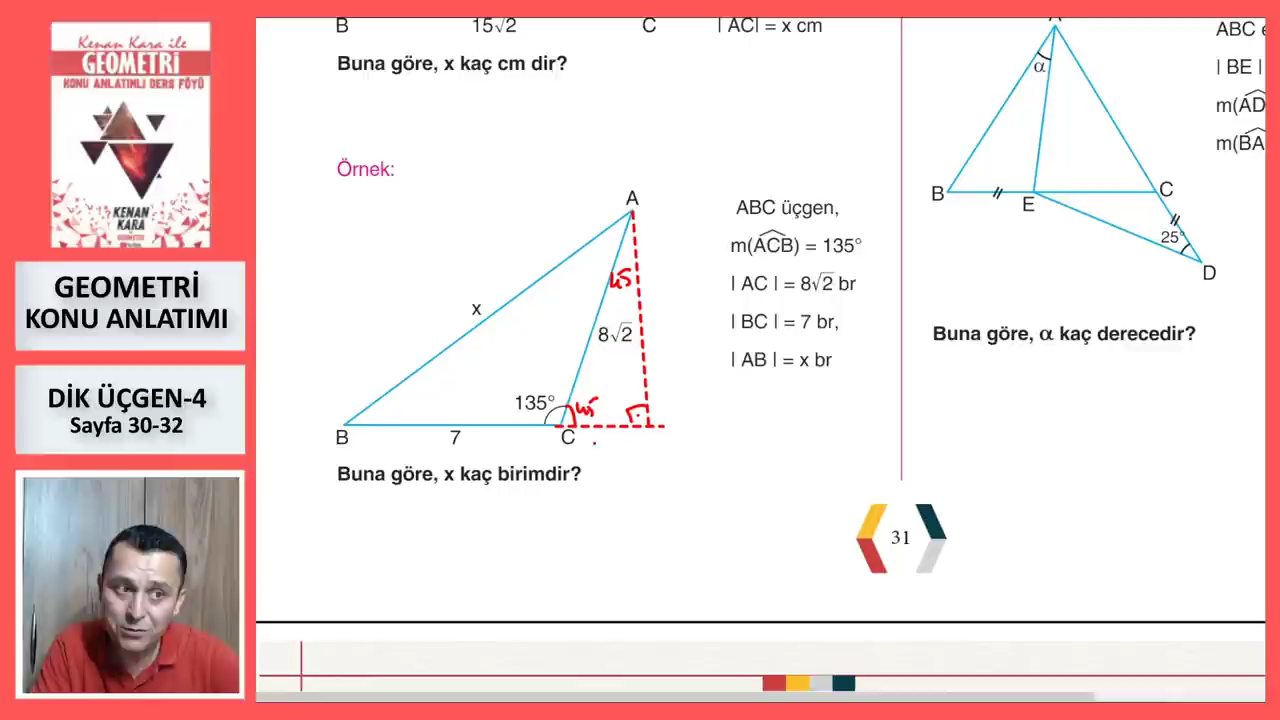 Kenan Kara ile
GEOMETRİ
KONU ANLATIMLI DERS FÖYÜ
KENAN
KARA
GEOMETRİ
KONU ANLATIMI
DİK ÜÇGEN-4
Sayfa 30-32
B 15√2 C | AC| = x cm
Buna göre, x kaç cm dir?
Örnek:
A
x
45
8√2
135°
45
B 7 C
ABC üçgen,
m(ACB) = 135°
| AC | = 8√2 br
| BC | = 7 br,
| AB | = x br
Buna göre, x kaç birimdir?
A
α
B
E
C
25°
D
ABC
| BE |
m(AD
m(BA
Buna göre, α kaç derecedir?
31